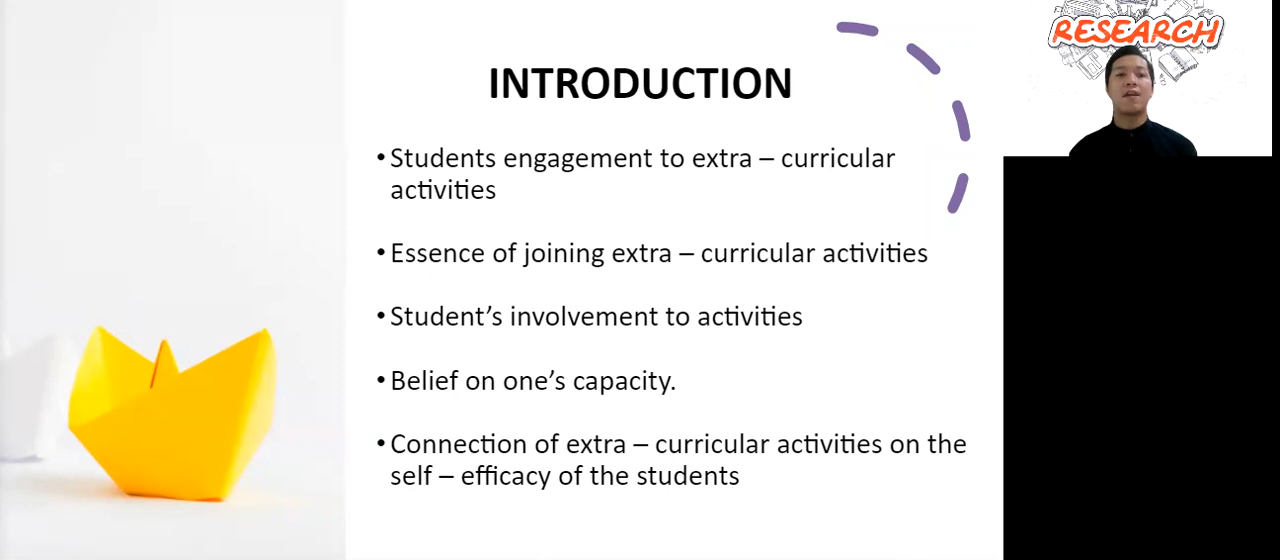 RESEARCH
INTRODUCTION
• Students engagement to extra – curricular
activities
• Essence of joining extra – curricular activities
• Student’s involvement to activities
• Belief on one’s capacity.
• Connection of extra – curricular activities on the
self – efficacy of the students